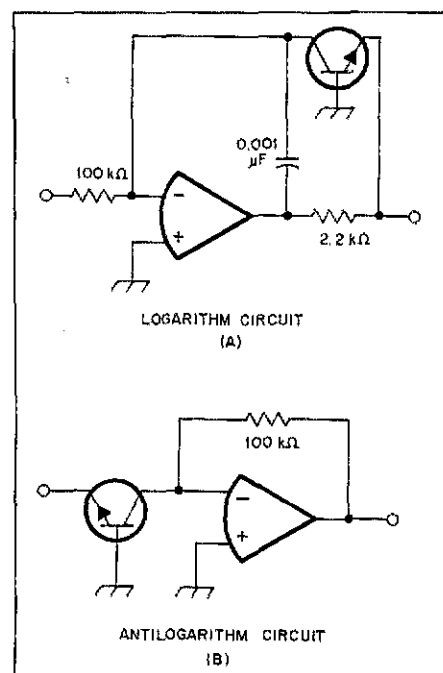 0.001
μF
100 kΩ
−
+
2.2 kΩ
LOGARITHM CIRCUIT
(A)
100 kΩ
−
+
ANTILOGARITHM CIRCUIT
(B)